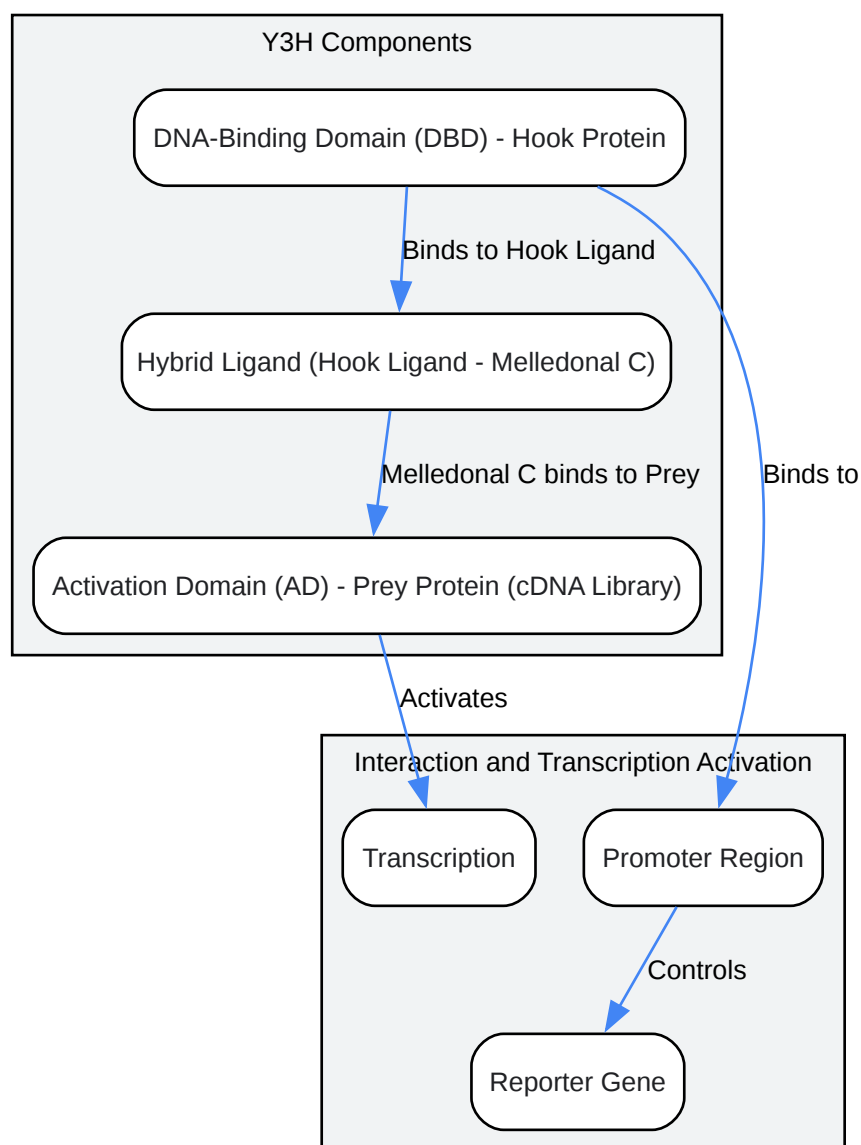 Y3H Components
DNA-Binding Domain (DBD) - Hook Protein
Binds to Hook Ligand
Hybrid Ligand (Hook Ligand - Melledonal C)
Melledonal C binds to Prey
Binds to
Activation Domain (AD) - Prey Protein (cDNA Library)
Activates
Interaction and Transcription Activation
Transcription
Promoter Region
Controls
Reporter Gene